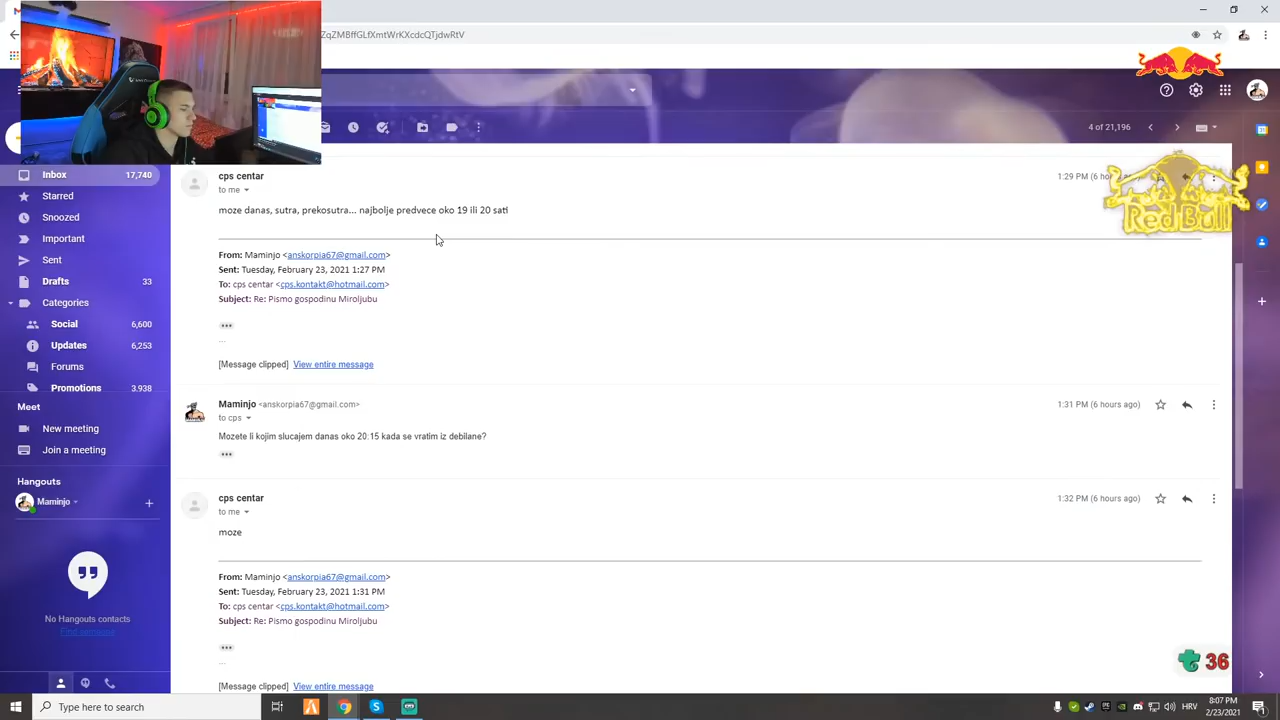 ZqZMBffGLfXmtWrKXcdcQTjdwRtV
4 of 21,196
Inbox 17,740
Starred
Snoozed
Important
Sent
Drafts 33
Categories
Social 6,600
Updates 6,253
Forums
Promotions 3,938
Meet
New meeting
Join a meeting
Hangouts
Maminjo
No Hangouts contacts
Find someone
cps centar
1:29 PM (6 ho
to me
moze danas, sutra, prekosutra... najbolje predvece oko 19 ili 20 sati
From: Maminjo <anskorpia67@gmail.com>
Sent: Tuesday, February 23, 2021 1:27 PM
To: cps centar <cps.kontakt@hotmail.com>
Subject: Re: Pismo gospodinu Miroljubu
...
[Message clipped] View entire message
Maminjo <anskorpia67@gmail.com>
1:31 PM (6 hours ago)
to cps
Mozete li kojim slucajem danas oko 20:15 kada se vratim iz debilane?
cps centar
1:32 PM (6 hours ago)
to me
moze
From: Maminjo <anskorpia67@gmail.com>
Sent: Tuesday, February 23, 2021 1:31 PM
To: cps centar <cps.kontakt@hotmail.com>
Subject: Re: Pismo gospodinu Miroljubu
...
[Message clipped] View entire message
Red Bull
36
Type here to search
HRV
8:07 PM
2/23/2021